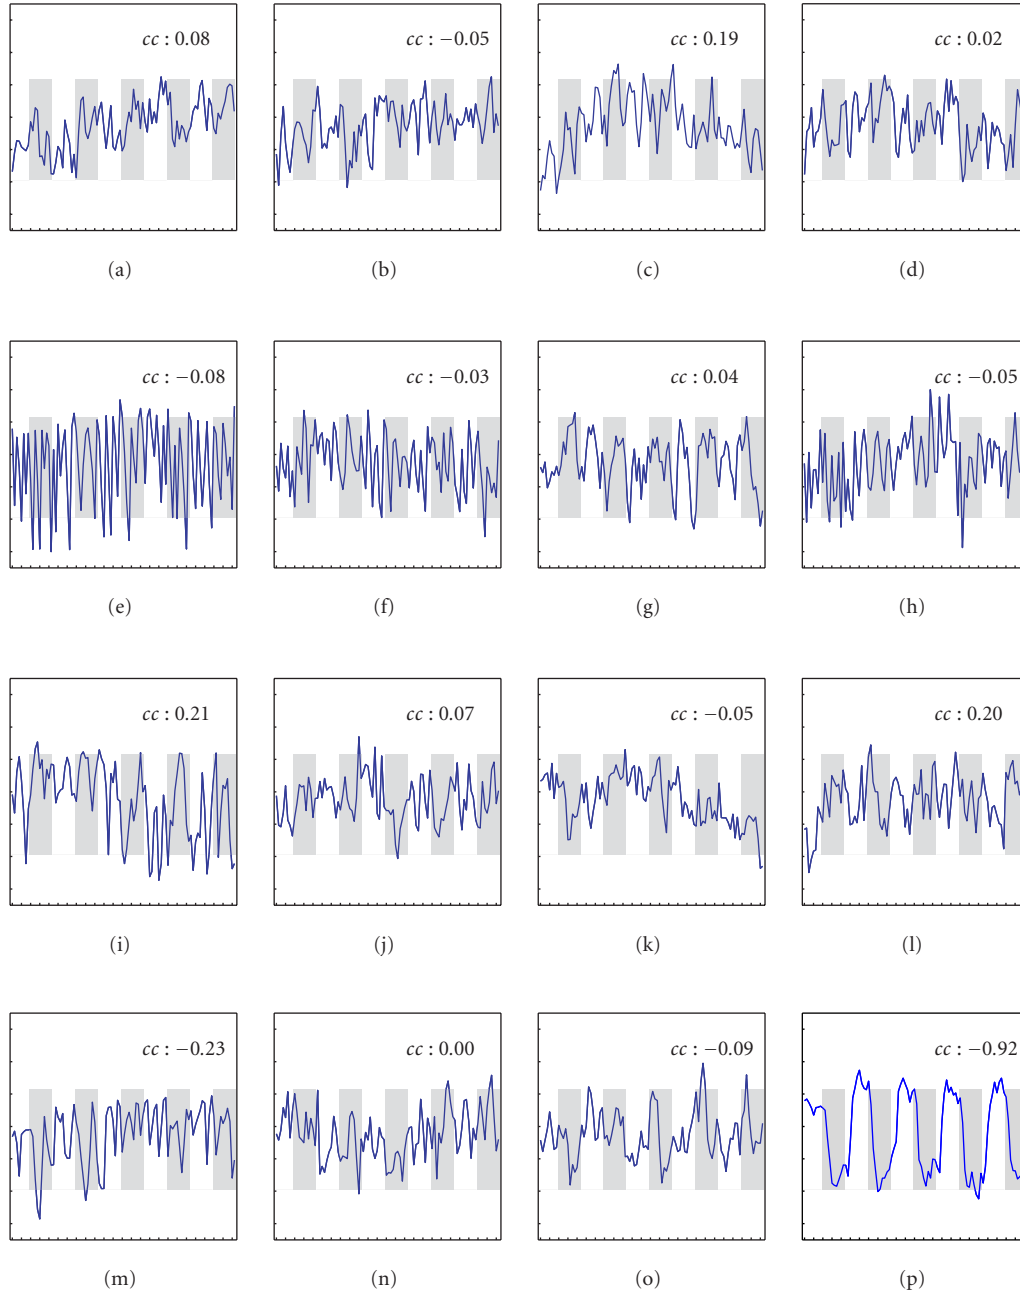 cc : 0.08
cc : −0.05
cc : 0.19
cc : 0.02
(a)
(b)
(c)
(d)
cc : −0.08
cc : −0.03
cc : 0.04
cc : −0.05
(e)
(f)
(g)
(h)
cc : 0.21
cc : 0.07
cc : −0.05
cc : 0.20
(i)
(j)
(k)
(l)
cc : −0.23
cc : 0.00
cc : −0.09
cc : −0.92
(m)
(n)
(o)
(p)